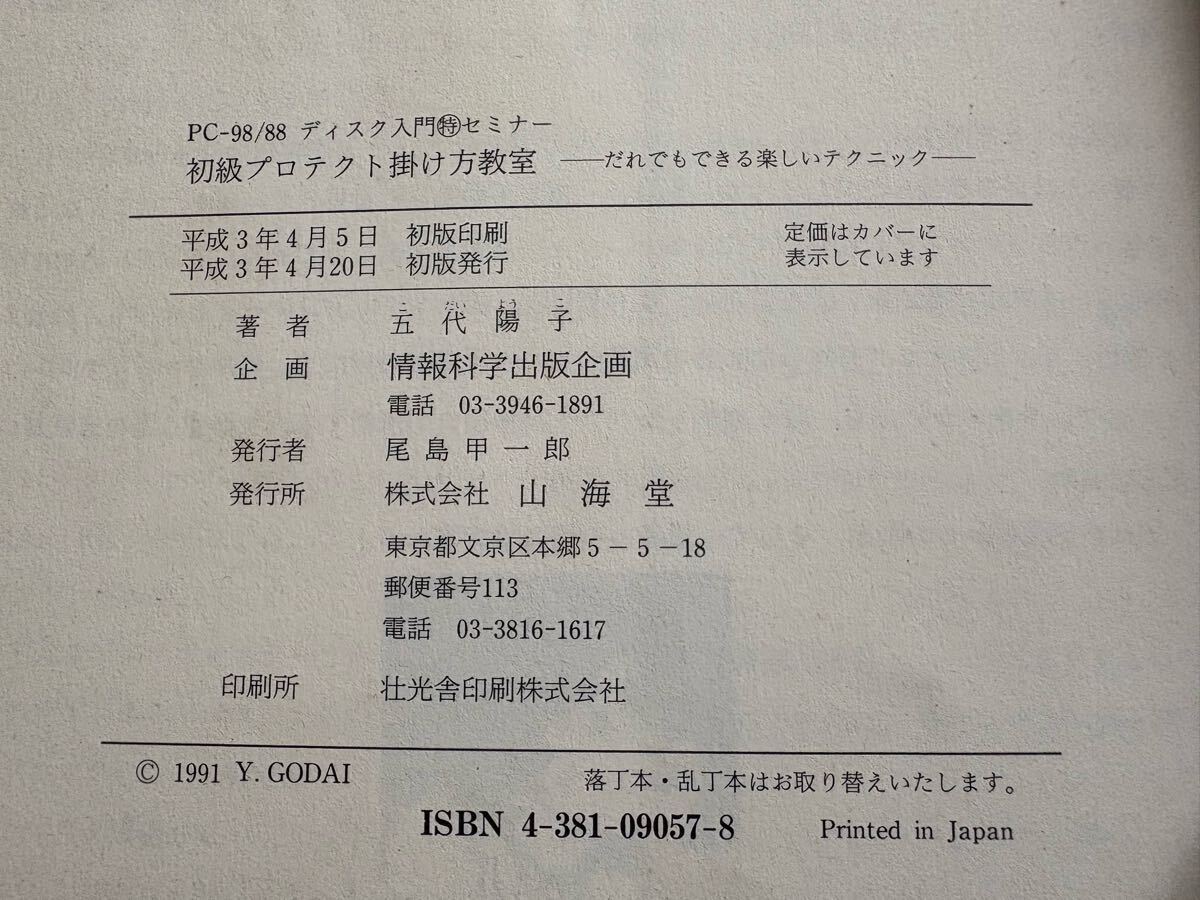 PC-98/88 ディスク入門㊕セミナー
初級プロテクト掛け方教室 ──だれでもできる楽しいテクニック──
平成3年4月5日 初版印刷
平成3年4月20日 初版発行
定価はカバーに
表示しています
著者 五代陽子
ご だい よう こ
企画 情報科学出版企画
電話 03-3946-1891
発行者 尾島甲一郎
発行所 株式会社 山海堂
東京都文京区本郷5-5-18
郵便番号113
電話 03-3816-1617
印刷所 壮光舎印刷株式会社
© 1991 Y. GODAI
落丁本・乱丁本はお取り替えいたします。
ISBN 4-381-09057-8
Printed in Japan